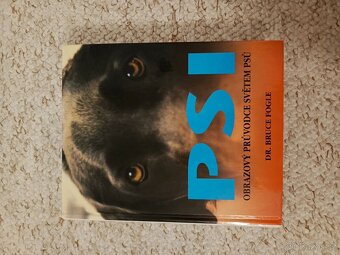 PSI
OBRAZOVÝ PRŮVODCE SVĚTEM PSŮ
DR. BRUCE FOGLE